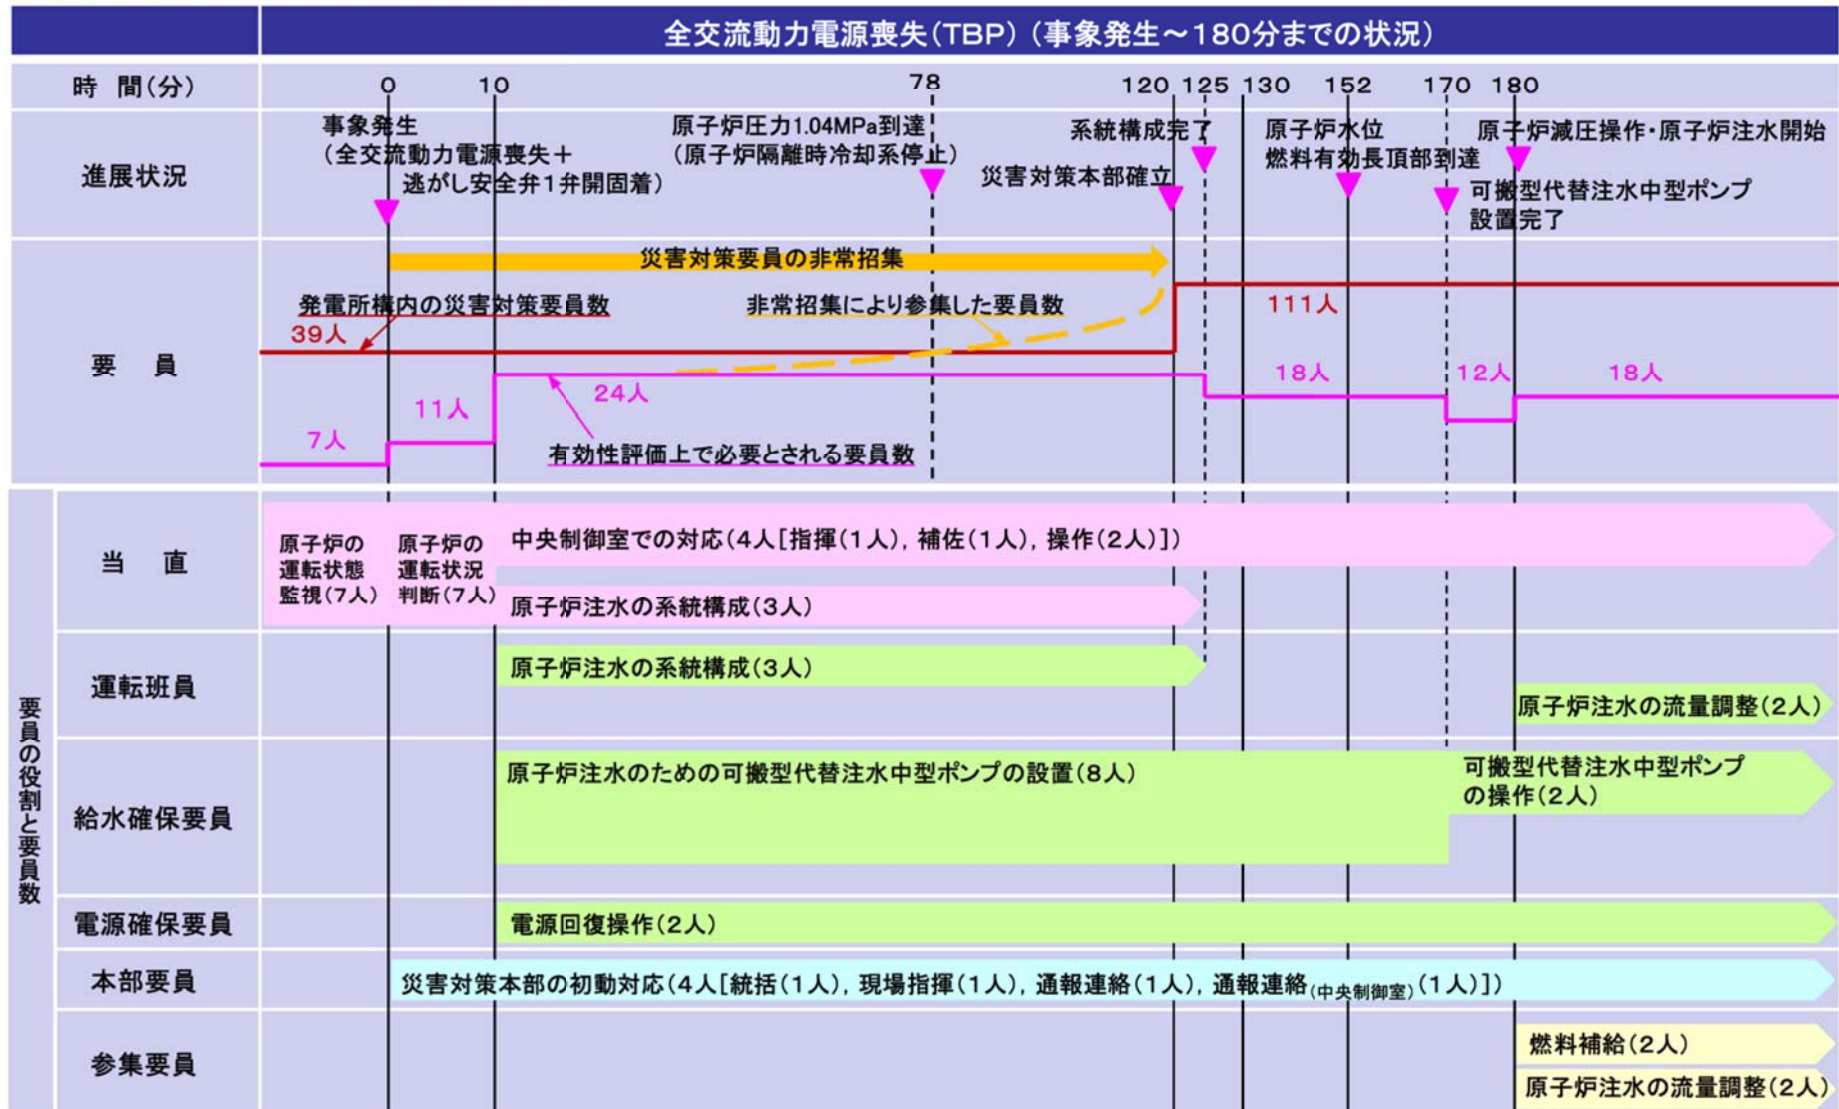 全交流動力電源喪失(TBP)(事象発生～180分までの状況)
時 間(分)
0
10
78
120
125
130
152
170
180
進展状況
事象発生
(全交流動力電源喪失＋
逃がし安全弁1弁開固着)
原子炉圧力1.04MPa到達
(原子炉隔離時冷却系停止)
災害対策本部確立
系統構成完了
原子炉水位
燃料有効長頂部到達
可搬型代替注水中型ポンプ
設置完了
原子炉減圧操作・原子炉注水開始
要 員
災害対策要員の非常招集
発電所構内の災害対策要員数
非常招集により参集した要員数
39人
111人
7人
11人
24人
18人
12人
18人
有効性評価上で必要とされる要員数
要員の役割と要員数
当 直
原子炉の
運転状態
監視(7人)
原子炉の
運転状況
判断(7人)
中央制御室での対応(4人[指揮(1人), 補佐(1人), 操作(2人)])
原子炉注水の系統構成(3人)
運転班員
原子炉注水の系統構成(3人)
原子炉注水の流量調整(2人)
給水確保要員
原子炉注水のための可搬型代替注水中型ポンプの設置(8人)
可搬型代替注水中型ポンプ
の操作(2人)
電源確保要員
電源回復操作(2人)
本部要員
災害対策本部の初動対応(4人[統括(1人), 現場指揮(1人), 通報連絡(1人), 通報連絡(中央制御室)(1人)])
参集要員
燃料補給(2人)
原子炉注水の流量調整(2人)